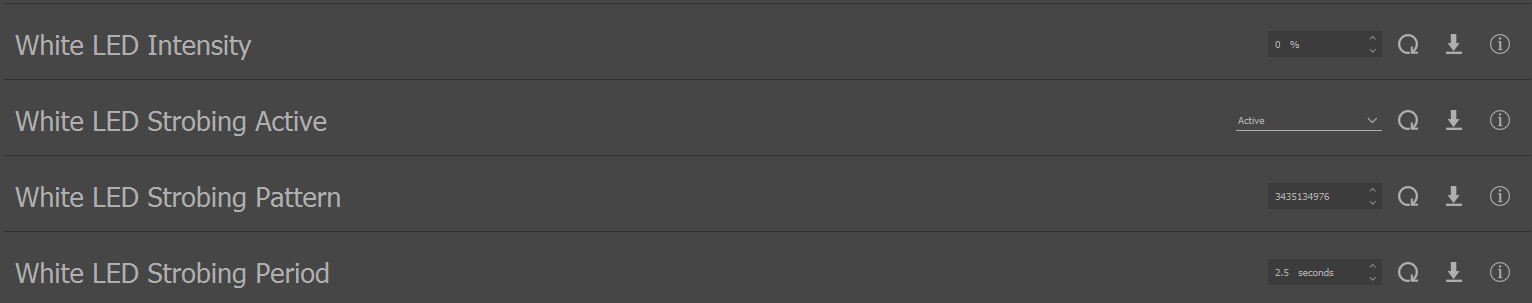 White LED Intensity 0 %
White LED Strobing Active Active
White LED Strobing Pattern 3435134976
White LED Strobing Period 2.5 seconds